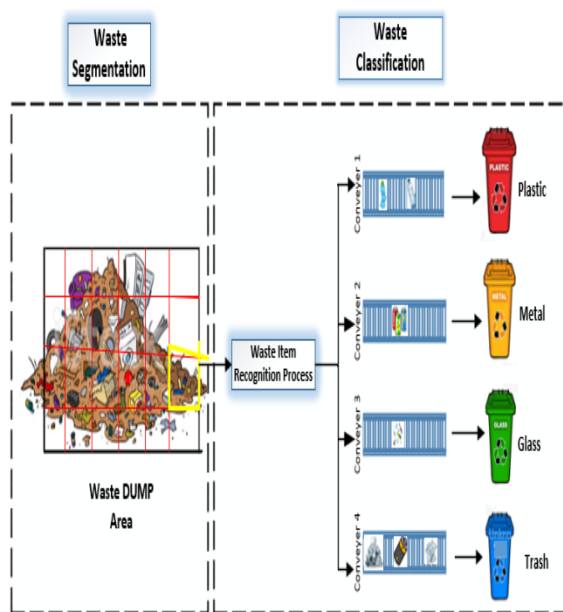 Waste
Segmentation
Waste
Classification
Conveyer 1
PLASTIC
Plastic
Conveyer 2
METAL
Metal
Waste Item
Recognition Process
Conveyer 3
GLASS
Glass
Waste DUMP
Area
Conveyer 4
Trash